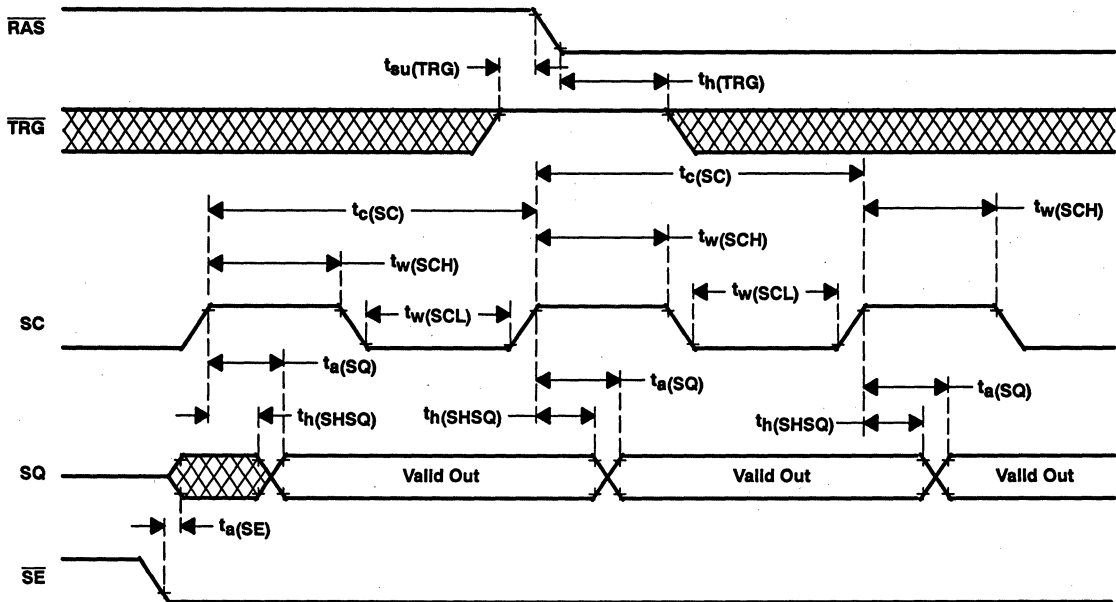 RAS
tsu(TRG)
th(TRG)
TRG
tc(SC)
tc(SC)
tw(SCH)
tw(SCH)
tw(SCH)
tw(SCL)
tw(SCL)
SC
ta(SQ)
ta(SQ)
ta(SQ)
th(SHSQ)
th(SHSQ)
th(SHSQ)
SQ
Valid Out
Valid Out
ta(SE)
SE